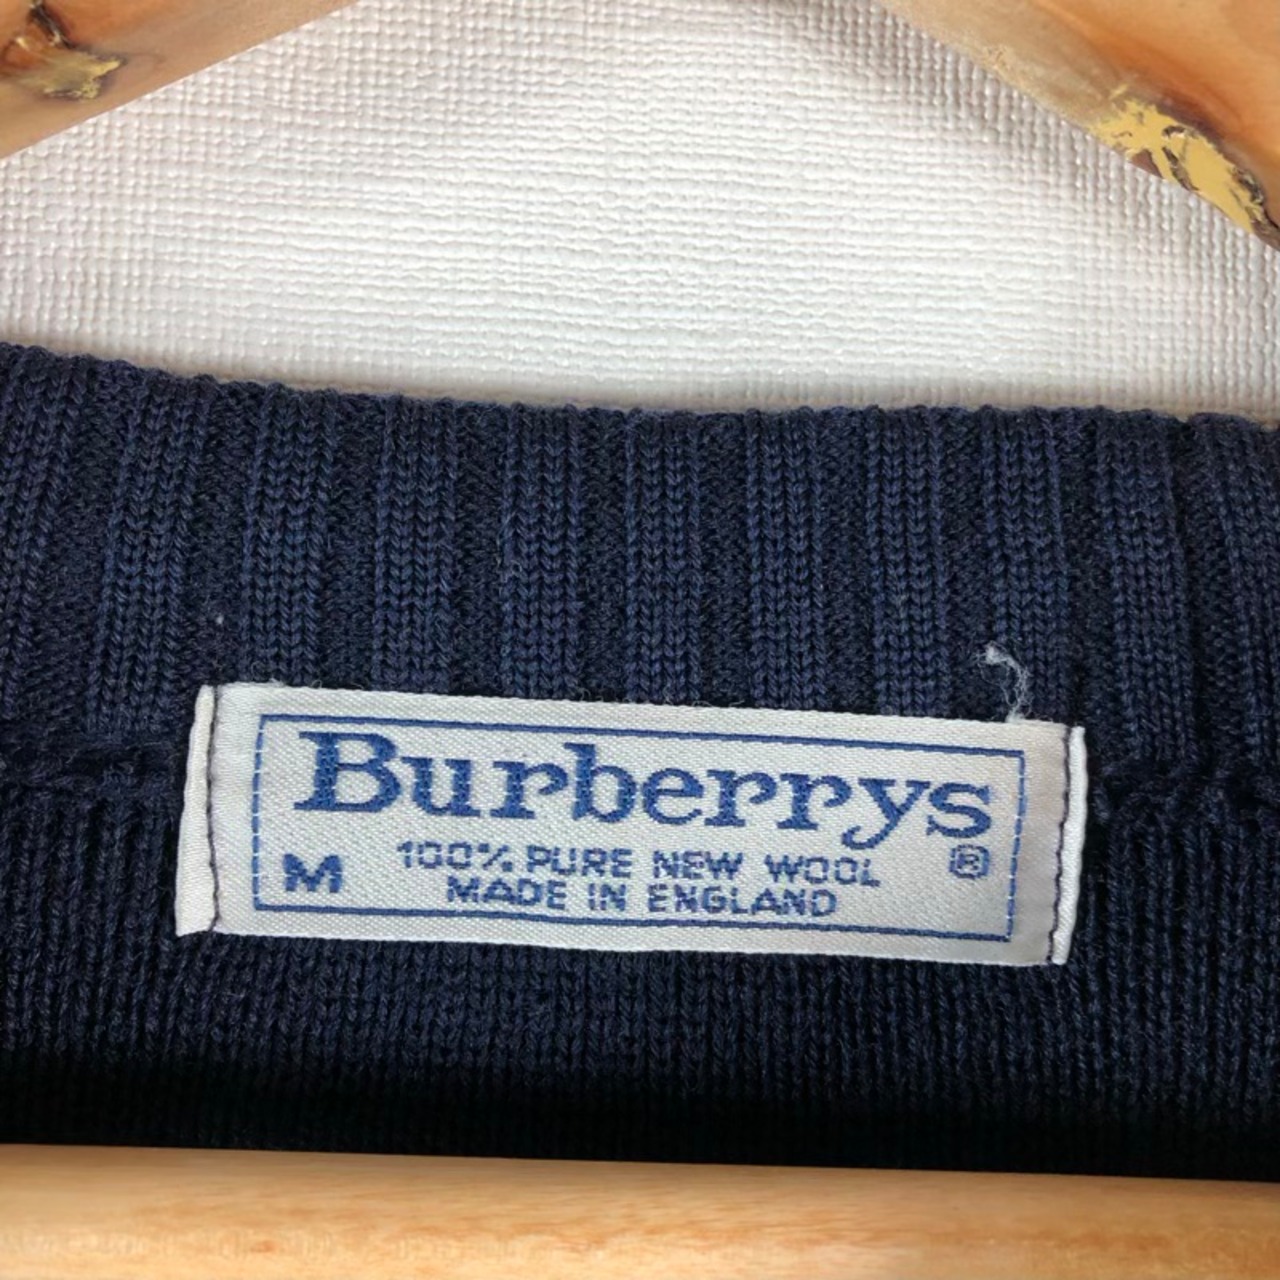 Burberrys
®
M 100% PURE NEW WOOL
MADE IN ENGLAND